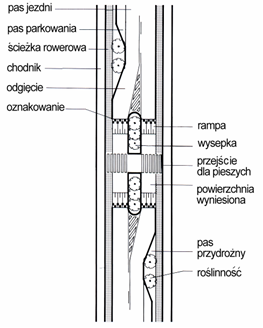 pas jezdni
pas parkowania
ścieżka rowerowa
chodnik
odgięcie
oznakowanie
rampa
wysepka
przejście
dla pieszych
powierzchnia
wyniesiona
pas
przydrożny
roślinność